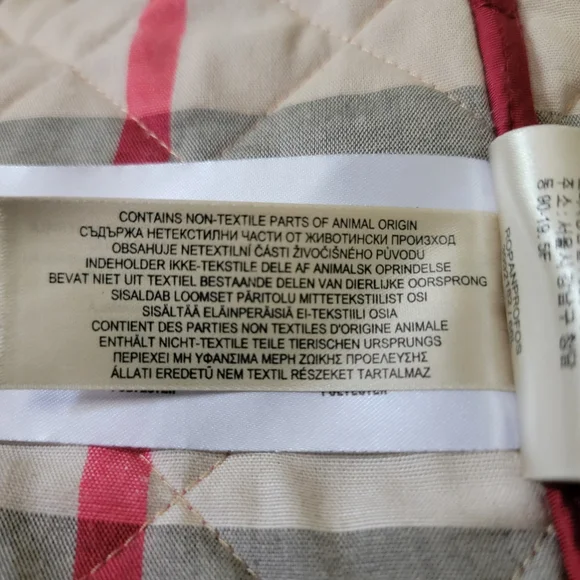 CONTAINS NON-TEXTILE PARTS OF ANIMAL ORIGIN
СЪДЪРЖА НЕТЕКСТИЛНИ ЧАСТИ ОТ ЖИВОТИНСКИ ПРОИЗХОД
OBSAHUJE NETEXTILNÍ ČÁSTI ŽIVOČIŠNÉHO PŮVODU
INDEHOLDER IKKE-TEKSTILE DELE AF ANIMALSK OPRINDELSE
BEVAT NIET UIT TEXTIEL BESTAANDE DELEN VAN DIERLIJKE OORSPRONG
SISALDAB LOOMSET PÄRITOLU MITTETEKSTIILIST OSI
SISÄLTÄÄ ELÄINPERÄISIÄ EI-TEKSTIILI OSIA
CONTIENT DES PARTIES NON TEXTILES D'ORIGINE ANIMALE
ENTHÄLT NICHT-TEXTILE TEILE TIERISCHEN URSPRUNGS
ΠΕΡΙΕΧΕΙ ΜΗ ΥΦΑΝΣΙΜΑ ΜΕΡΗ ΖΩΙΚΗΣ ΠΡΟΕΛΕΥΣΗΣ
ÁLLATI EREDETŰ NEM TEXTIL RÉSZEKET TARTALMAZ